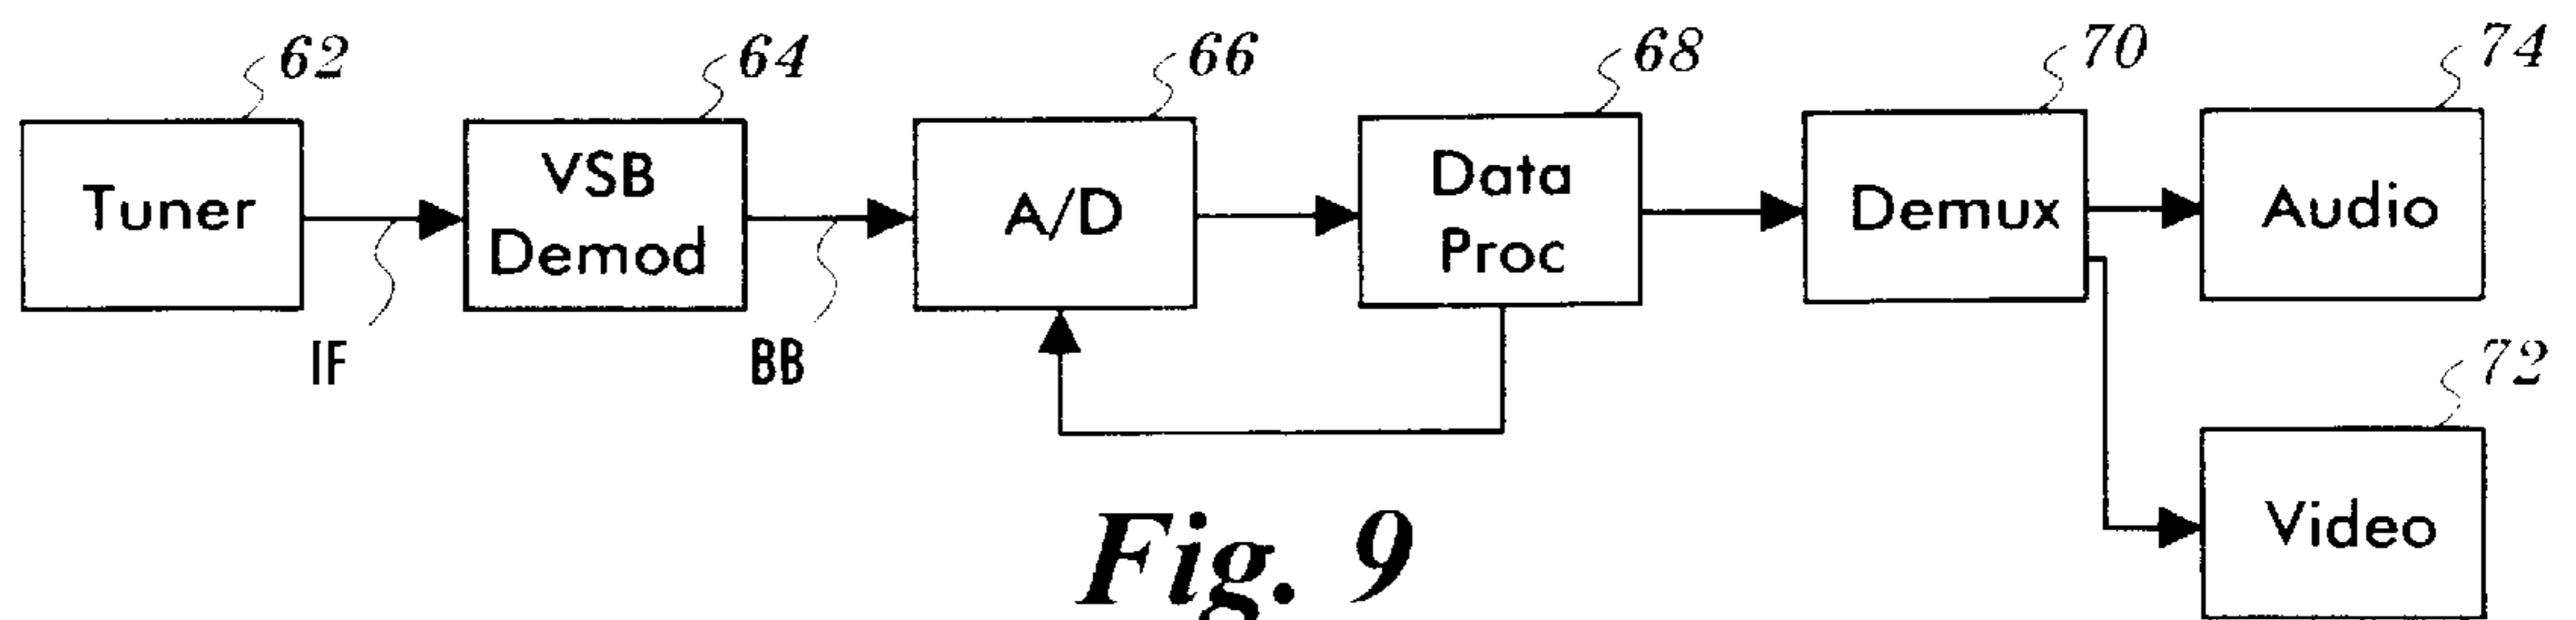 62
64
66
68
70
74
Tuner
VSB
Demod
A/D
Data
Proc
Demux
Audio
IF
BB
72
Video
Fig. 9